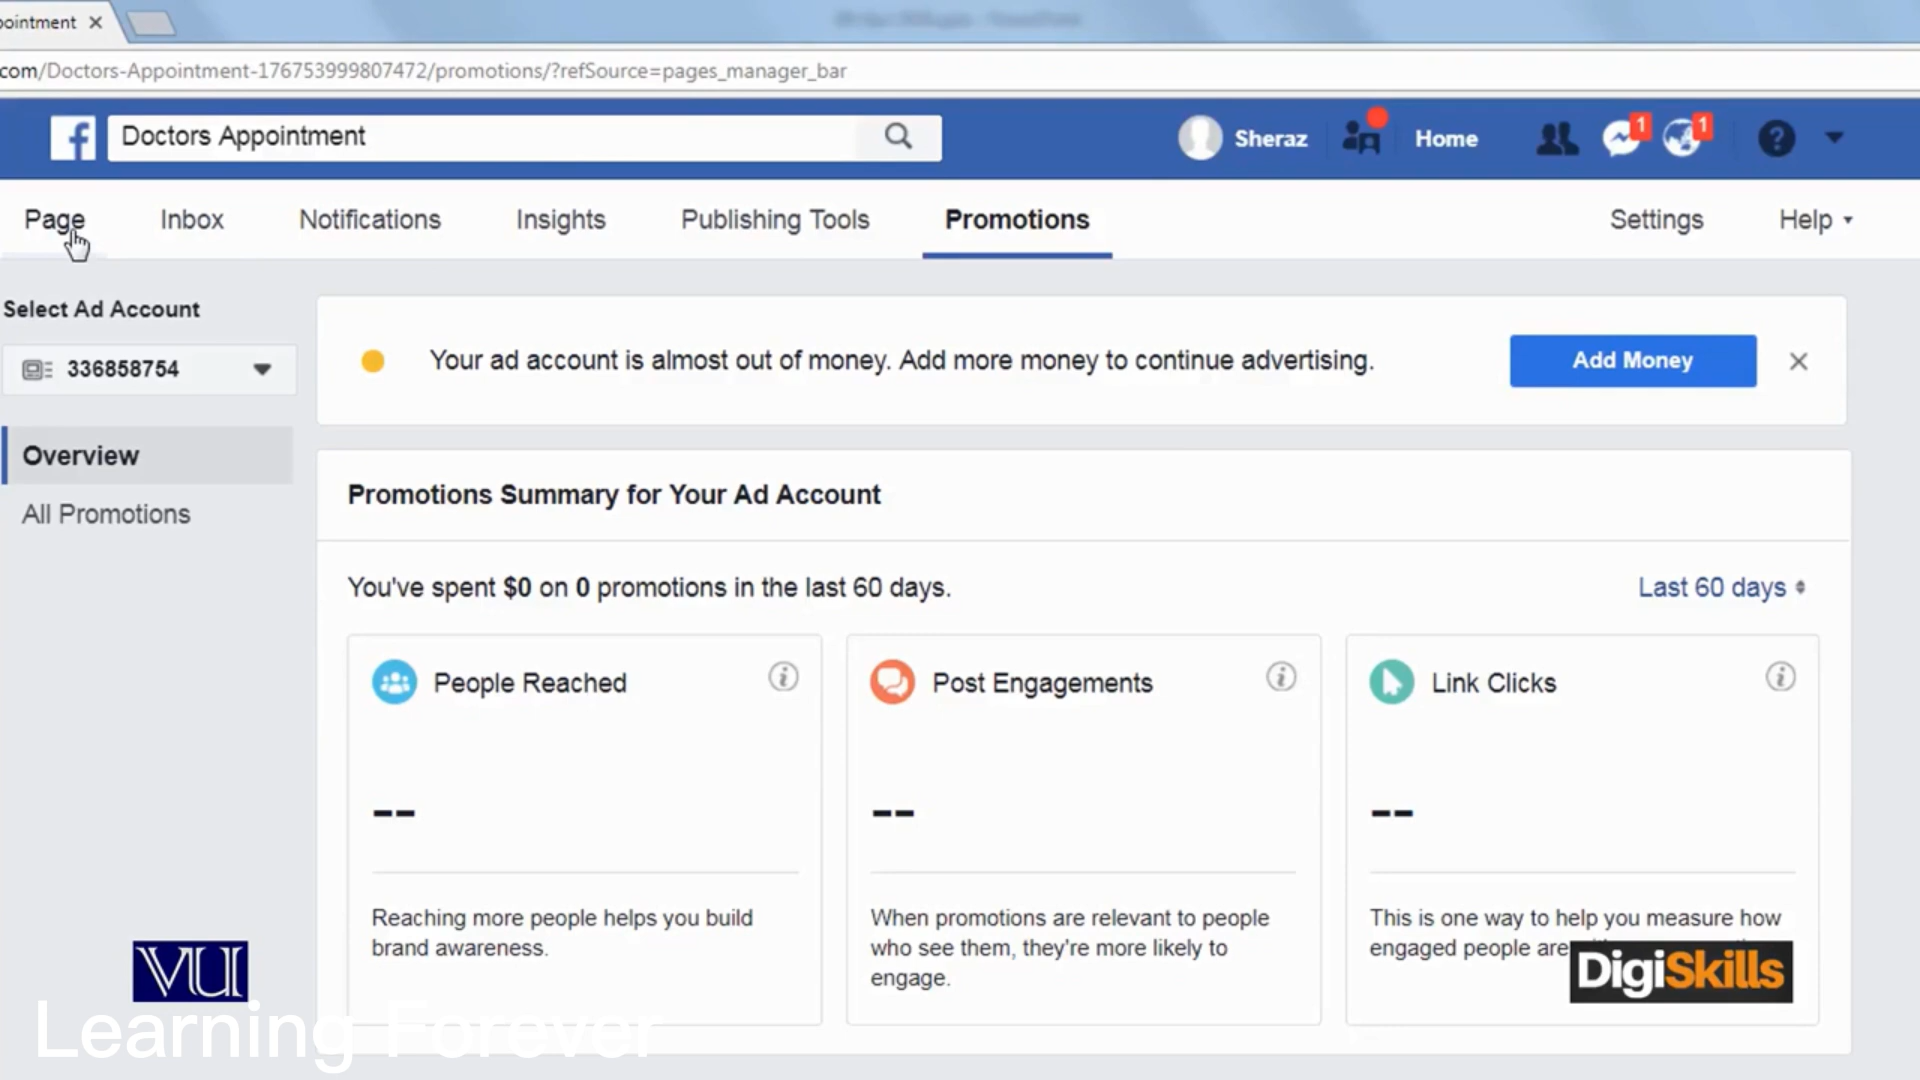 pointment
com/Doctors-Appointment-176753999807472/promotions/?refSource=pages_manager_bar
Doctors Appointment
Sheraz
Home
1
1
?
Page
Inbox
Notifications
Insights
Publishing Tools
Promotions
Settings
Help
Select Ad Account
336858754
Overview
All Promotions
Your ad account is almost out of money. Add more money to continue advertising.
Add Money
Promotions Summary for Your Ad Account
You've spent $0 on 0 promotions in the last 60 days.
Last 60 days
People Reached
--
Reaching more people helps you build
brand awareness.
Post Engagements
--
When promotions are relevant to people
who see them, they're more likely to
engage.
Link Clicks
--
This is one way to help you measure how
engaged people are
VU
DigiSkills
Learning Forever